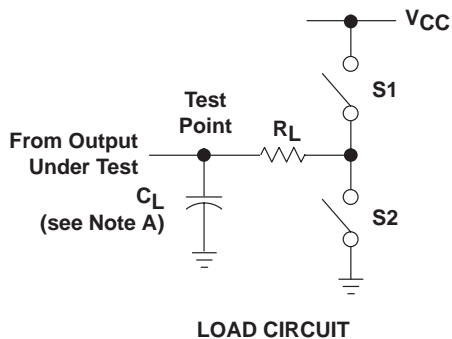 VCC
S1
Test
Point
RL
From Output
Under Test
CL
(see Note A)
S2
LOAD CIRCUIT